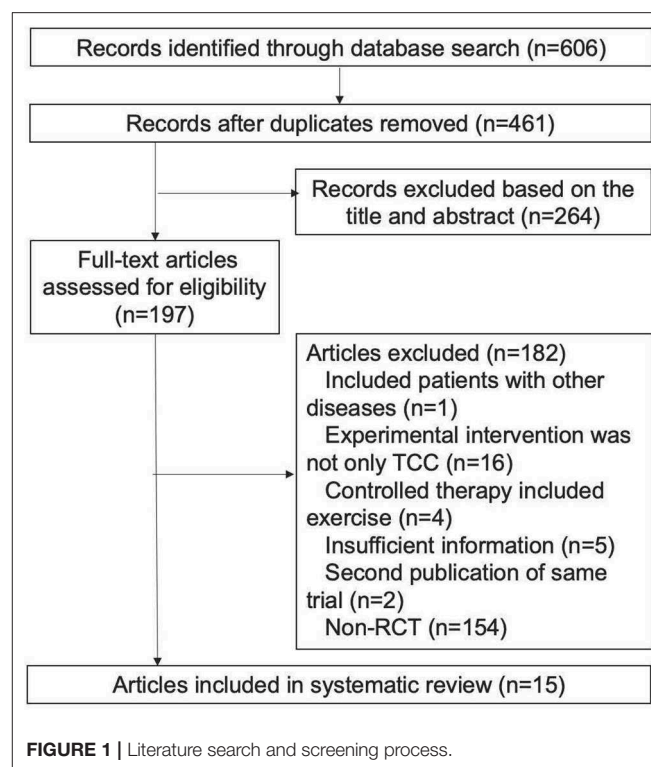 Records identified through database search (n=606)
Records after duplicates removed (n=461)
Records excluded based on the
title and abstract (n=264)
Full-text articles
assessed for eligibility
(n=197)
Articles excluded (n=182)
Included patients with other
diseases (n=1)
Experimental intervention was
not only TCC (n=16)
Controlled therapy included
exercise (n=4)
Insufficient information (n=5)
Second publication of same
trial (n=2)
Non-RCT (n=154)
Articles included in systematic review (n=15)
FIGURE 1 | Literature search and screening process.